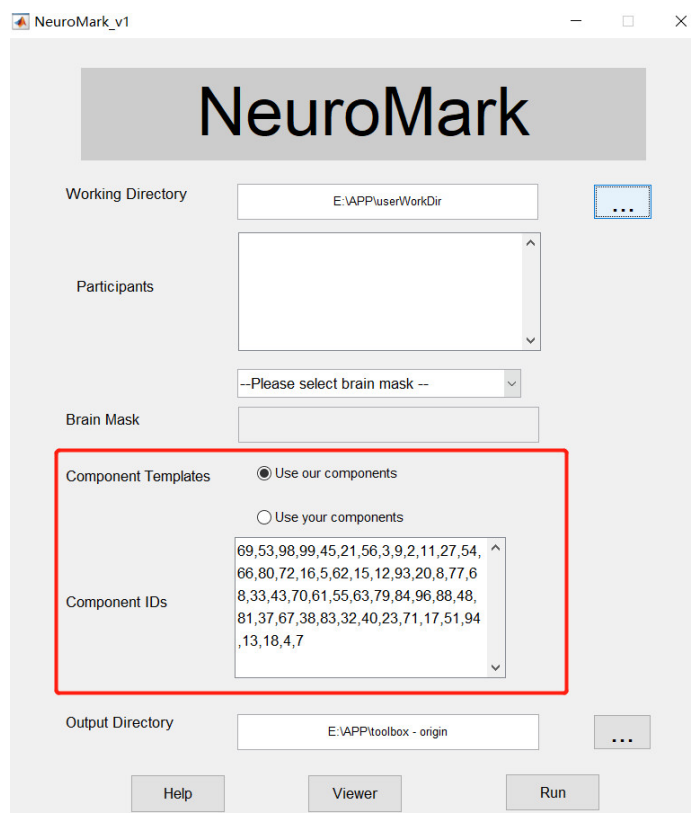 NeuroMark_v1
NeuroMark
Working Directory
E:\APP\userWorkDir
...
Participants
--Please select brain mask --
Brain Mask
Component Templates
Use our components
Use your components
Component IDs
69,53,98,99,45,21,56,3,9,2,11,27,54,
66,80,72,16,5,62,15,12,93,20,8,77,6
8,33,43,70,61,55,63,79,84,96,88,48,
81,37,67,38,83,32,40,23,71,17,51,94
,13,18,4,7
Output Directory
E:\APP\toolbox - origin
...
Help
Viewer
Run